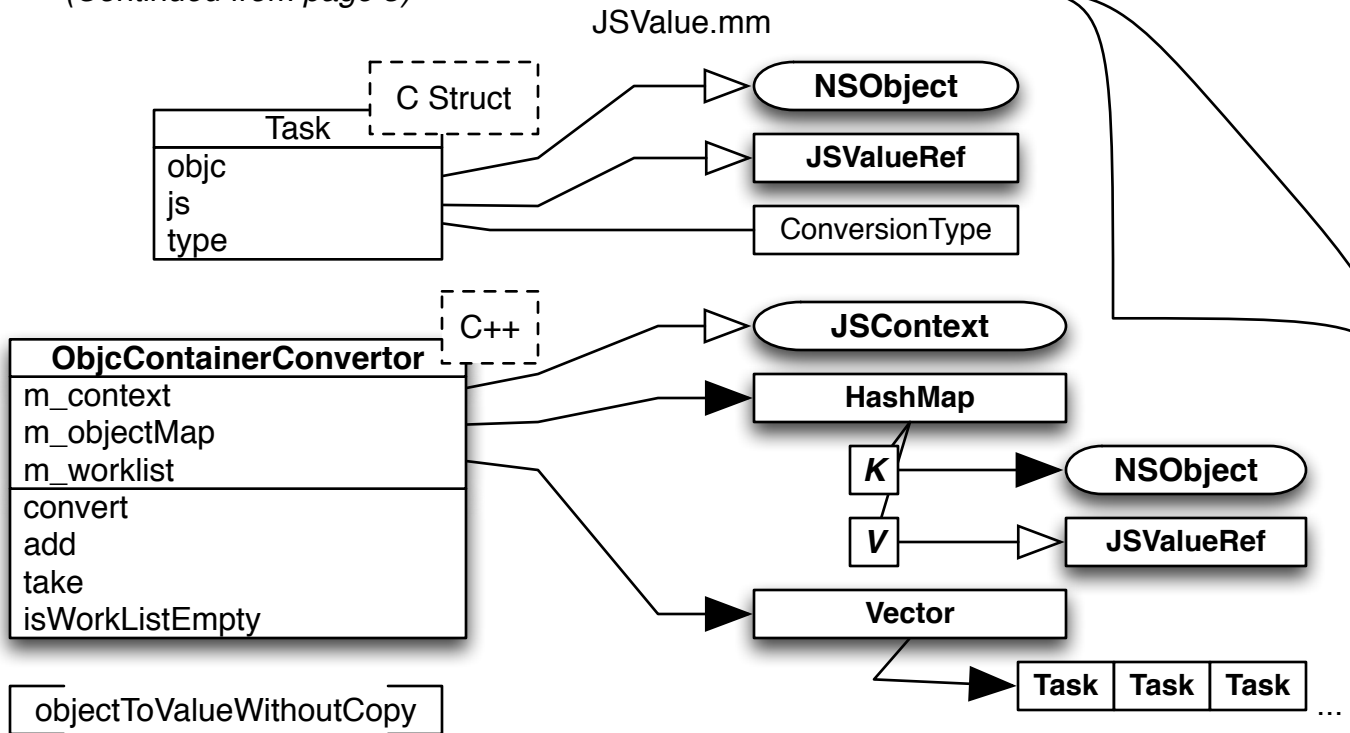 (Continued from page 3)
JSValue.mm
C Struct
Task
objc
js
type
NSObject
JSValueRef
ConversionType
C++
ObjcContainerConvertor
m_context
m_objectMap
m_worklist
convert
add
take
isWorkListEmpty
JSContext
HashMap
K
NSObject
V
JSValueRef
Vector
Task Task Task ...
objectToValueWithoutCopy